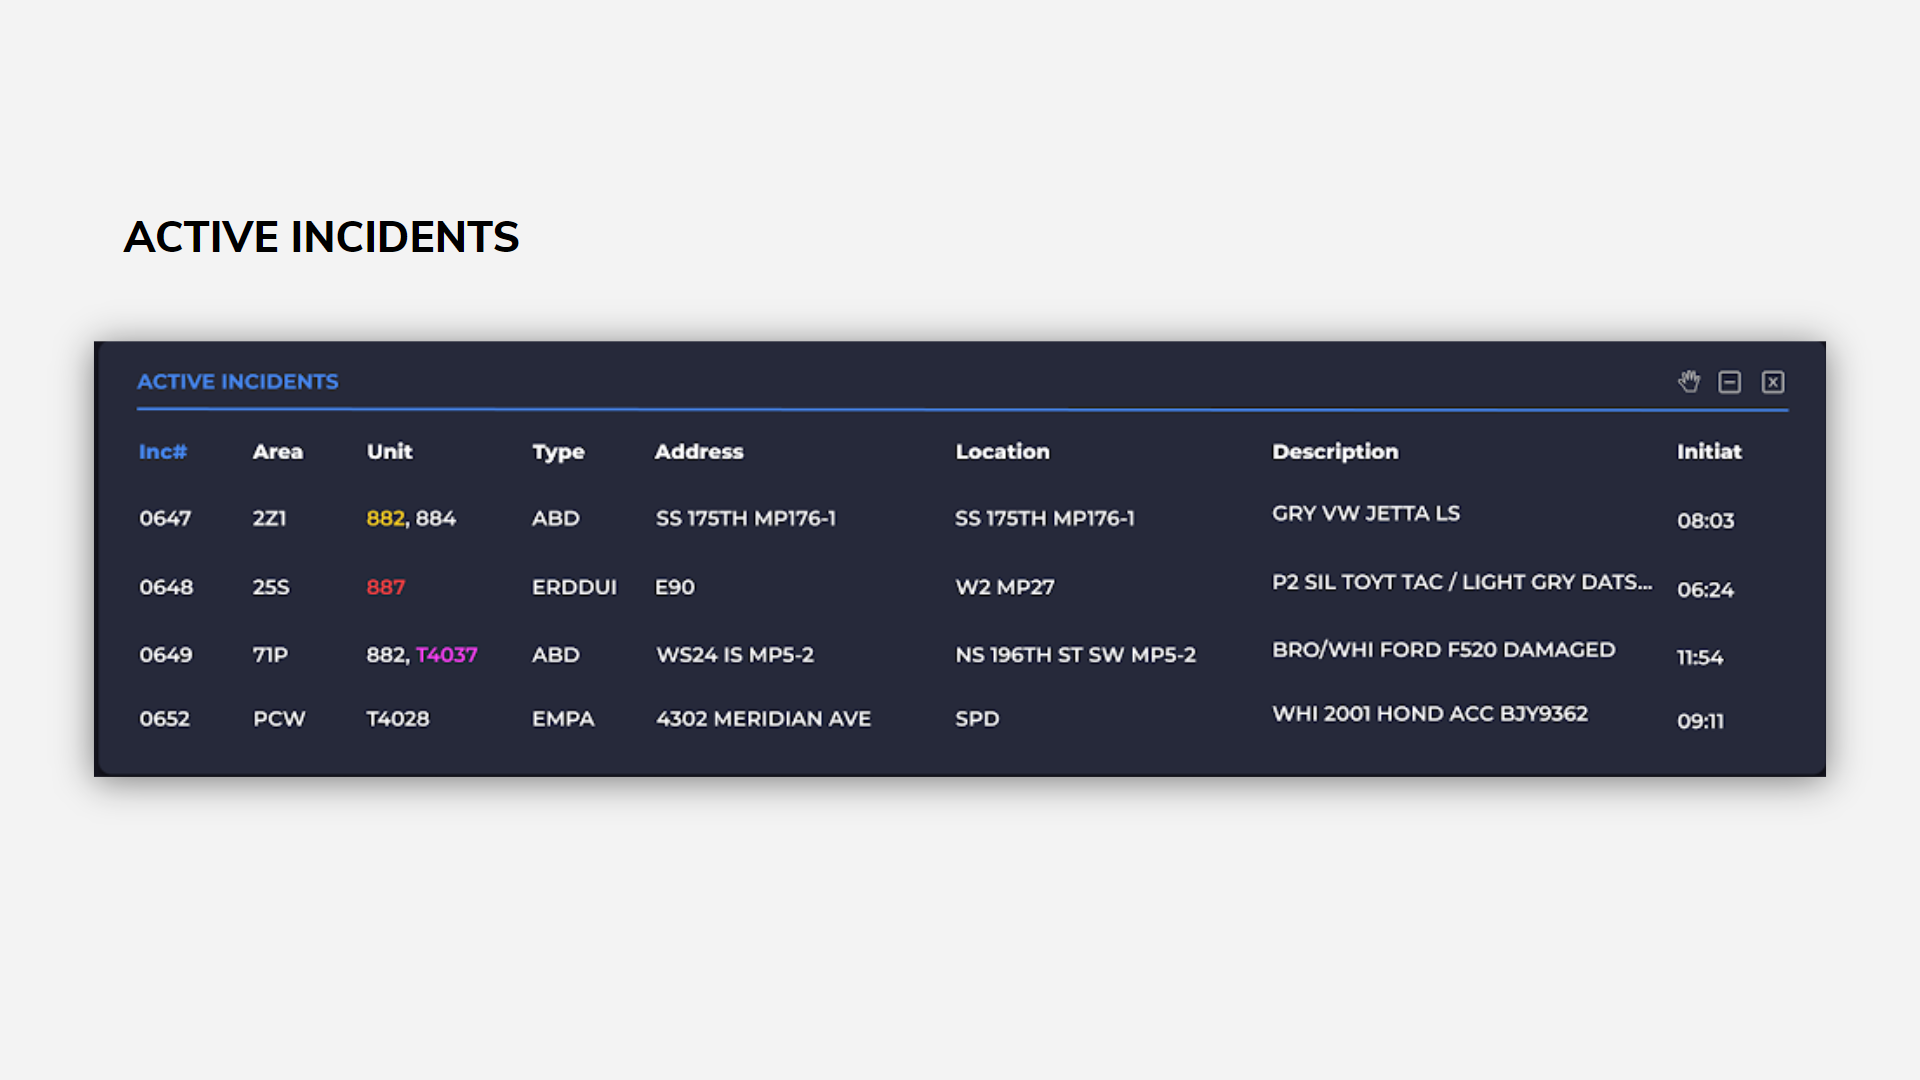 ACTIVE INCIDENTS
ACTIVE INCIDENTS
Inc# Area Unit Type Address Location Description Initiat
0647 2Z1 882, 884 ABD SS 175TH MP176-1 SS 175TH MP176-1 GRY VW JETTA LS 08:03
0648 25S 887 ERDDUI E90 W2 MP27 P2 SIL TOYT TAC / LIGHT GRY DATS... 06:24
0649 71P 882, T4037 ABD WS24 IS MP5-2 NS 196TH ST SW MP5-2 BRO/WHI FORD F520 DAMAGED 11:54
0652 PCW T4028 EMPA 4302 MERIDIAN AVE SPD WHI 2001 HOND ACC BJY9362 09:11